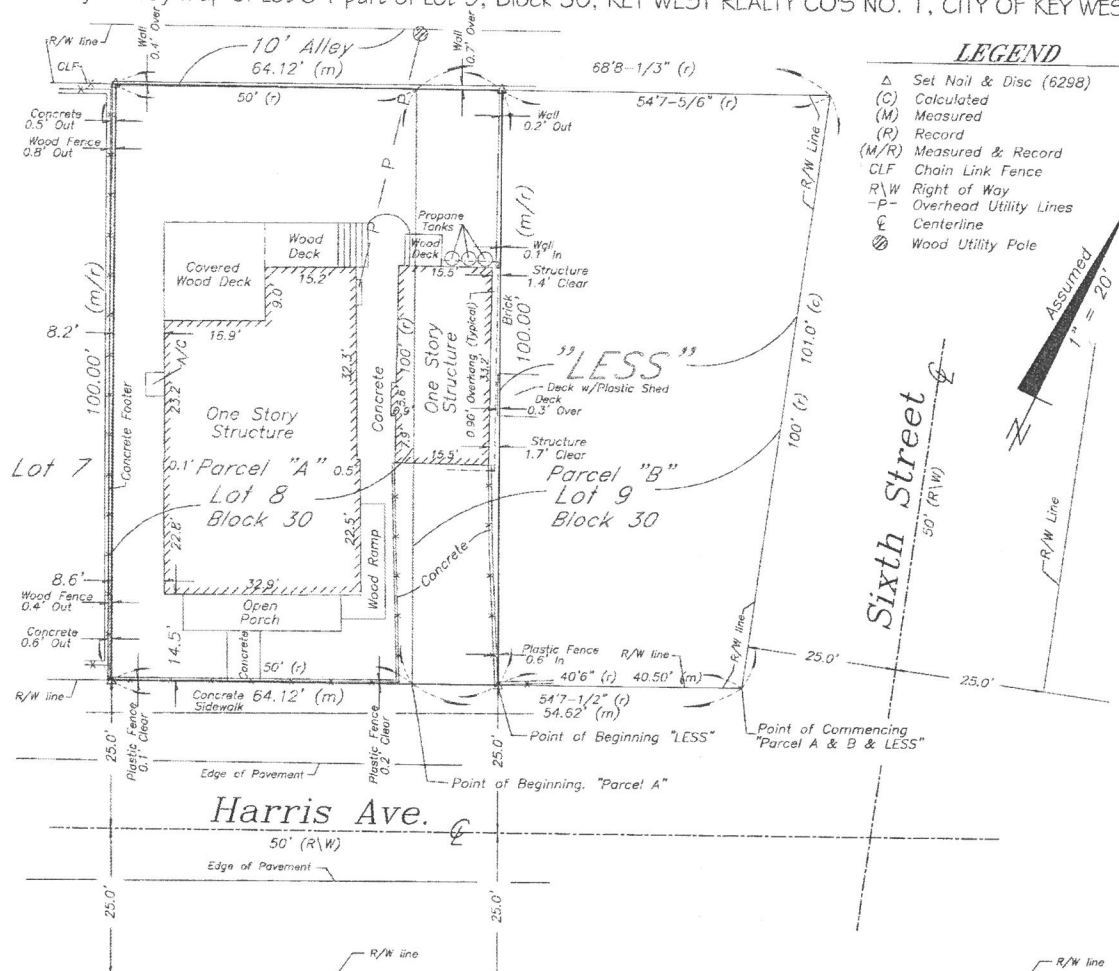 Lot 8 & part of Lot 9, Block 30, KEY WEST REALTY CO'S NO. 1, CITY OF KEY WES
R/W line
CLF
Wall
0.4' Over
10' Alley
64.12' (m)
50' (r)
Wall
0.7' Over
68'8-1/3" (r)
54'7-5/6" (r)
LEGEND
△ Set Nail & Disc (6298)
(C) Calculated
(M) Measured
(R) Record
(M/R) Measured & Record
CLF Chain Link Fence
R\W Right of Way
-P- Overhead Utility Lines
℄ Centerline
Wood Utility Pole
Concrete
0.5' Out
Wood Fence
0.8' Out
P
P
P
Wall
0.2' Out
R/W Line
Assumed
1" = 20'
N
Propane
Tanks
Wood
Deck
Covered
Wood Deck
Wood
Deck
(m/r)
Wall
0.1' In
Structure
1.4' Clear
15.2'
15.5'
9.0'
16.9'
8.2'
100.00' (m/r)
A/C
23.2'
32.3'
Concrete
100' (r)
5.6'
6.9'
7.9'
One Story
Structure
0.90' Overhang (Typical)
33.2'
Brick
100.00'
"LESS"
Deck w/Plastic Shed
Deck
0.3' Over
Structure
1.7' Clear
101.0' (c)
100' (r)
Concrete Footer
One Story
Structure
Lot 7
0.1'
Parcel "A"
0.5'
Lot 8
Block 30
15.5'
Parcel "B"
Lot 9
Block 30
Sixth Street
℄
50' (R\W)
R/W Line
22.8'
22.5'
Wood Ramp
Concrete
8.6'
Wood Fence
0.4' Out
Concrete
0.6' Out
32.9'
Open
Porch
14.5'
Concrete
50' (r)
Plastic Fence
0.6' In
R/W line
R/W line
25.0'
25.0'
R/W line
Concrete
Sidewalk
64.12' (m)
40'6" (r) 40.50' (m)
54'7-1/2" (r)
54.62' (m)
25.0'
Plastic Fence
0.1' Clear
Plastic Fence
0.2' Clear
25.0'
Point of Beginning "LESS"
Point of Commencing
"Parcel A & B & LESS"
Edge of Pavement
Point of Beginning, "Parcel A"
Harris Ave.
℄
50' (R\W)
Edge of Pavement
25.0'
25.0'
R/W line
R/W line